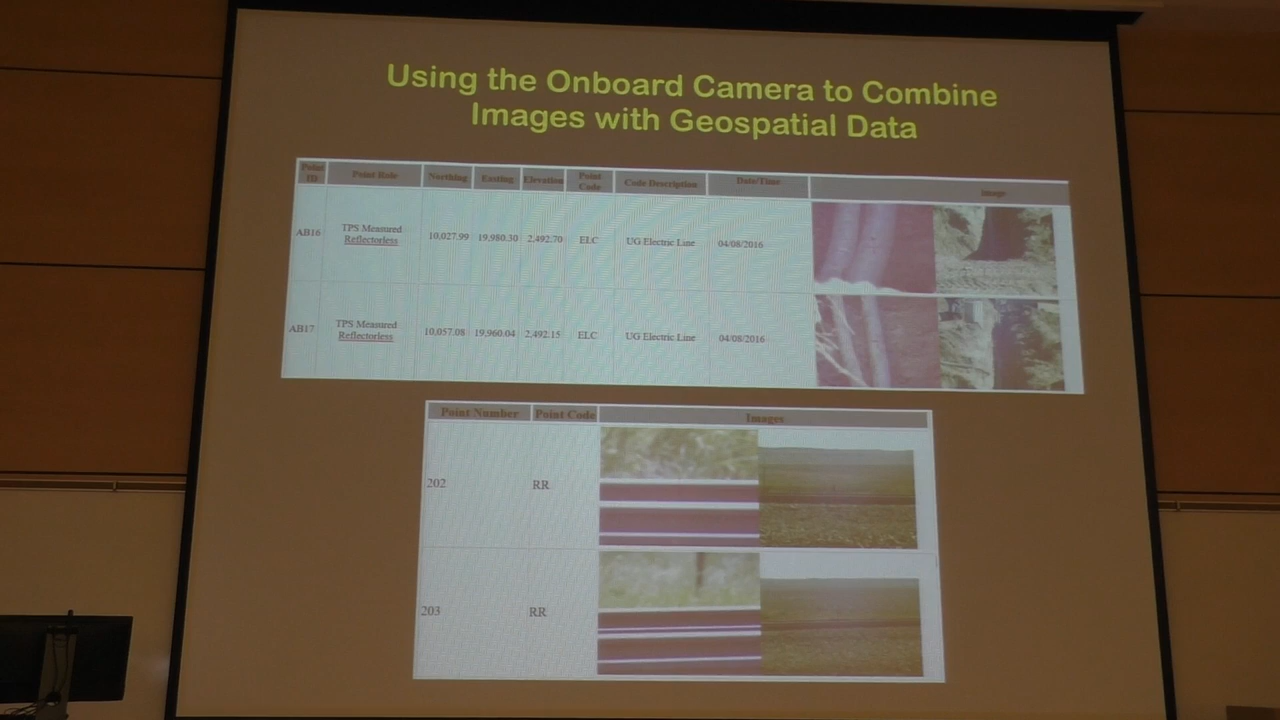 Using the Onboard Camera to Combine
Images with Geospatial Data
Point ID Point Role Northing Easting Elevation Point Code Code Description Date/Time Image
AB16 TPS Measured Reflectorless 10,027.99 19,980.30 2,492.70 ELC UG Electric Line 04/08/2016
AB17 TPS Measured Reflectorless 10,057.08 19,960.04 2,492.15 ELC UG Electric Line 04/08/2016
Point Number Point Code Images
202 RR
203 RR